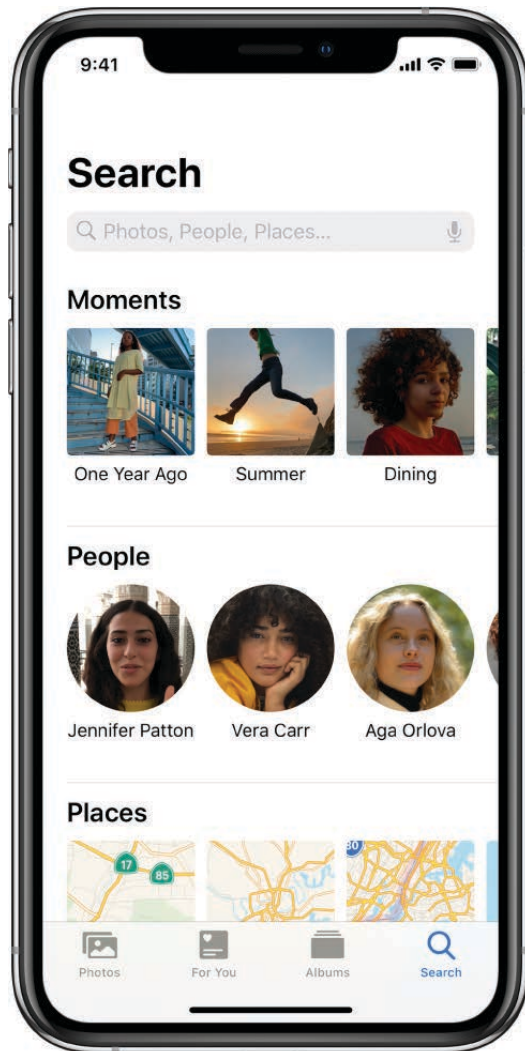 9:41
Search
Photos, People, Places...
Moments
One Year Ago Summer Dining
People
Jennifer Patton Vera Carr Aga Orlova
Places
17 85 80
Photos For You Albums Search